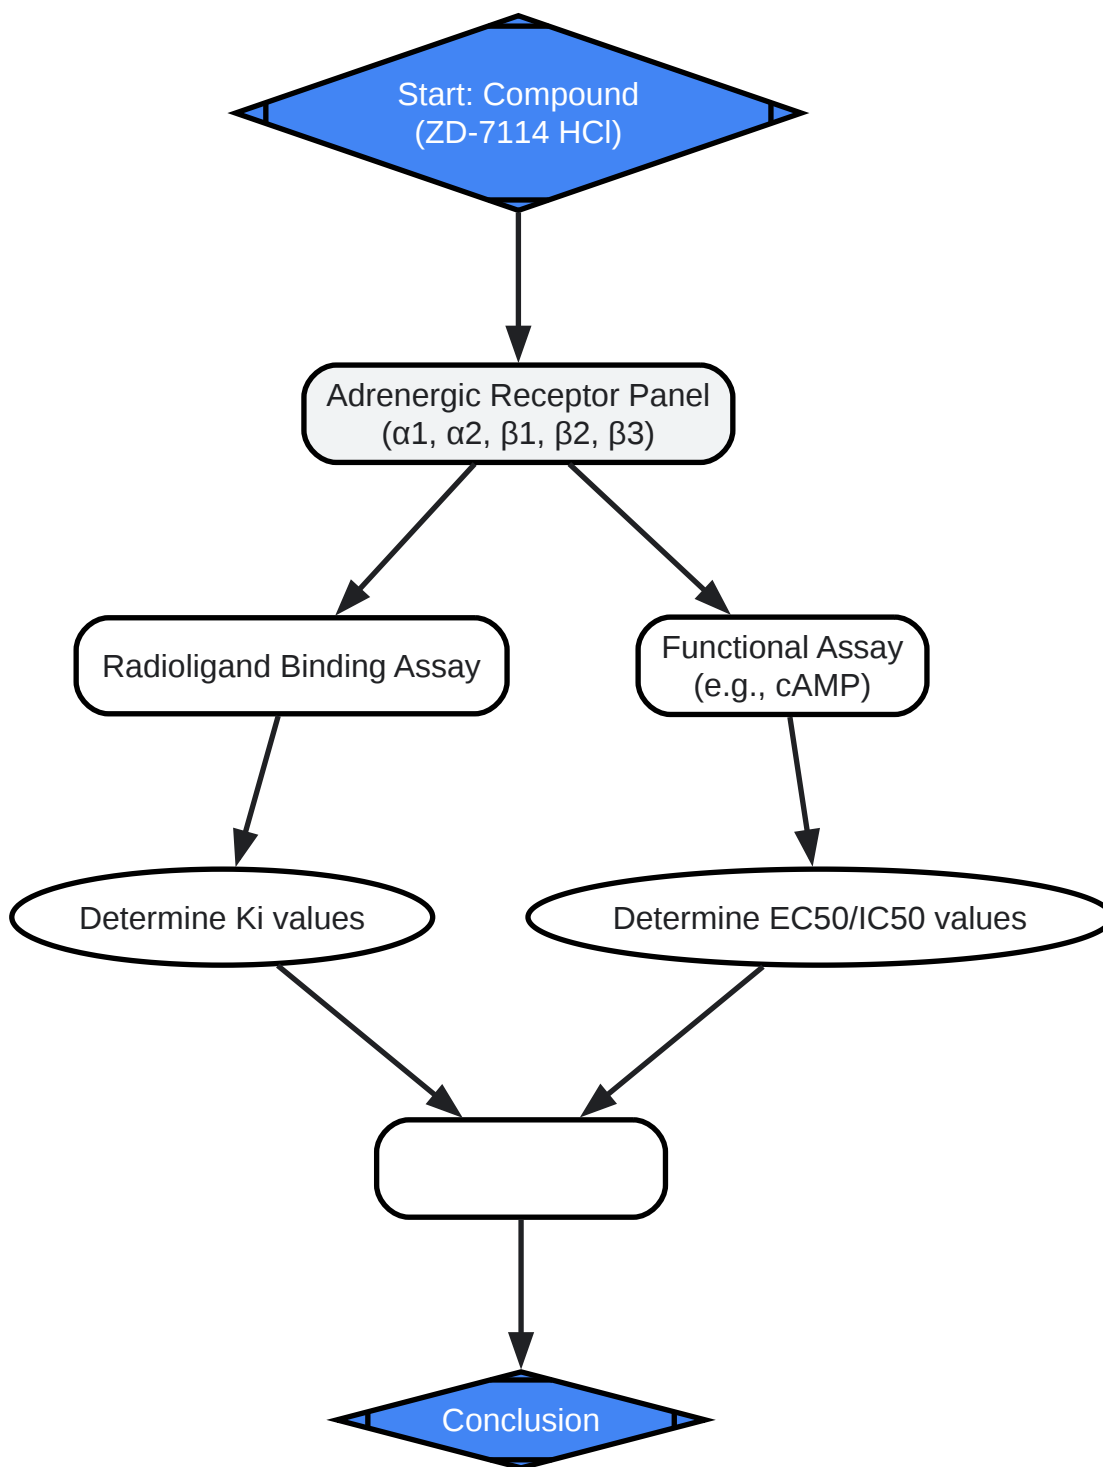 Start: Compound
(ZD-7114 HCl)
Adrenergic Receptor Panel
(α1, α2, β1, β2, β3)
Radioligand Binding Assay
Functional Assay
(e.g., cAMP)
Determine Ki values
Determine EC50/IC50 values
Conclusion